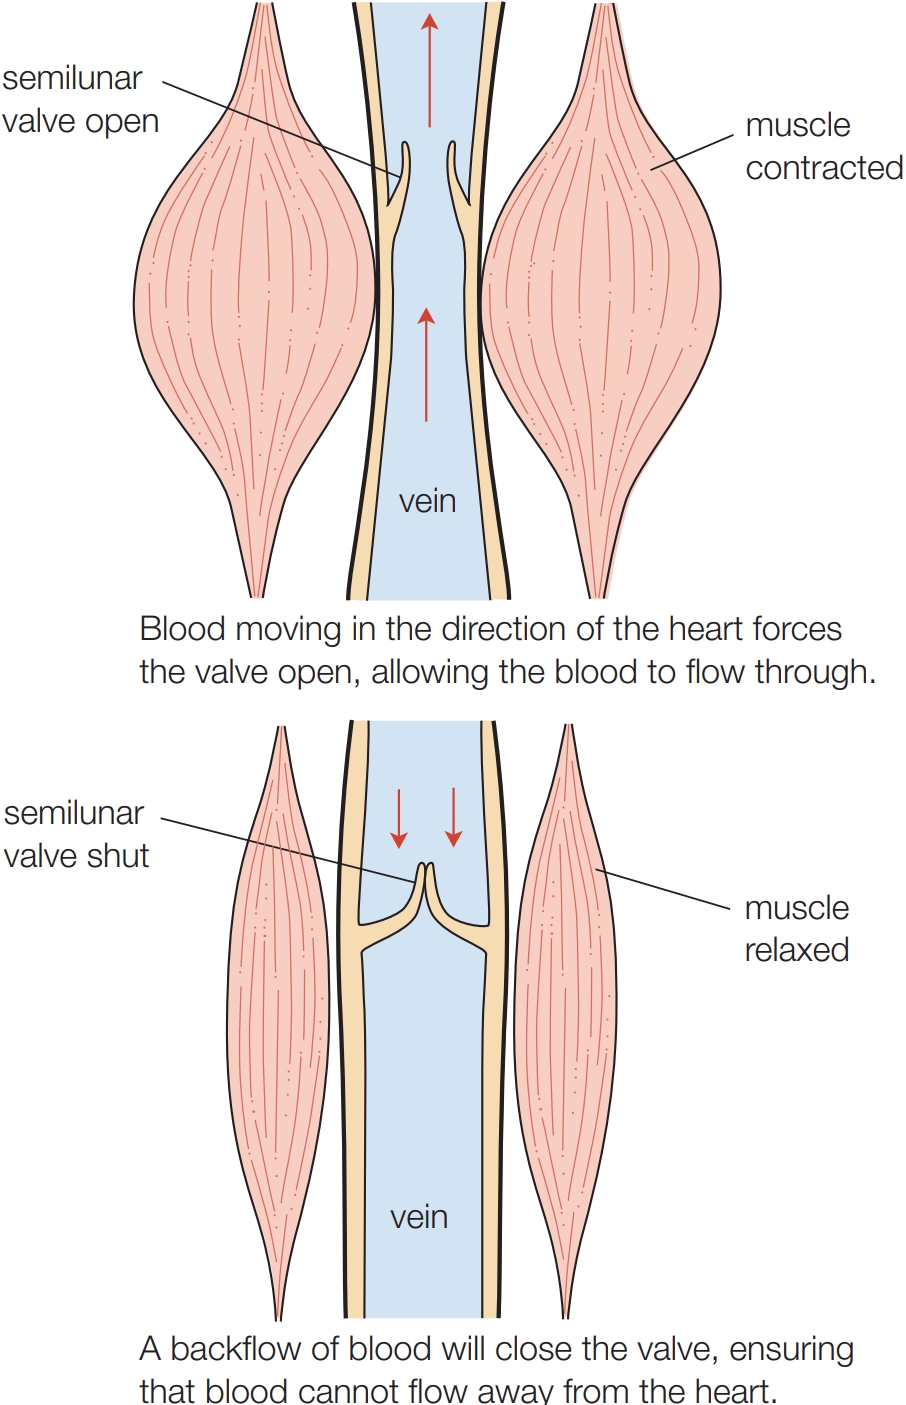 semilunar
valve open
muscle
contracted
vein
Blood moving in the direction of the heart forces
the valve open, allowing the blood to flow through.
semilunar
valve shut
muscle
relaxed
vein
A backflow of blood will close the valve, ensuring
that blood cannot flow away from the heart.